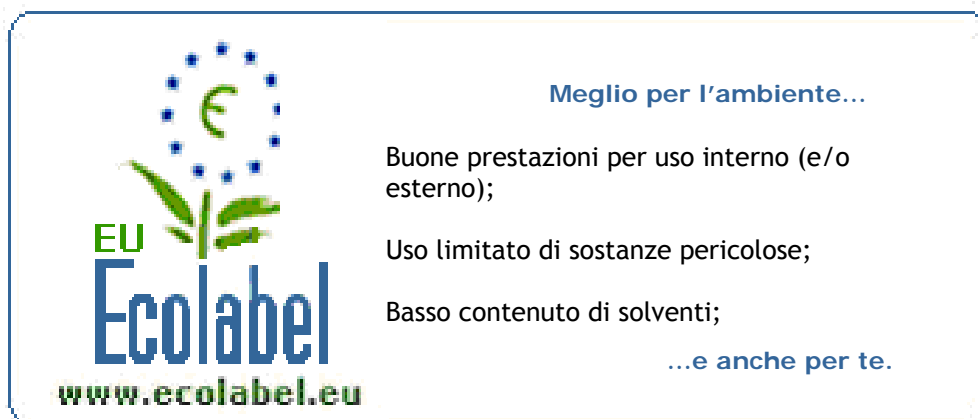 EU
Ecolabel
www.ecolabel.eu
Meglio per l'ambiente...
Buone prestazioni per uso interno (e/o
esterno);
Uso limitato di sostanze pericolose;
Basso contenuto di solventi;
...e anche per te.